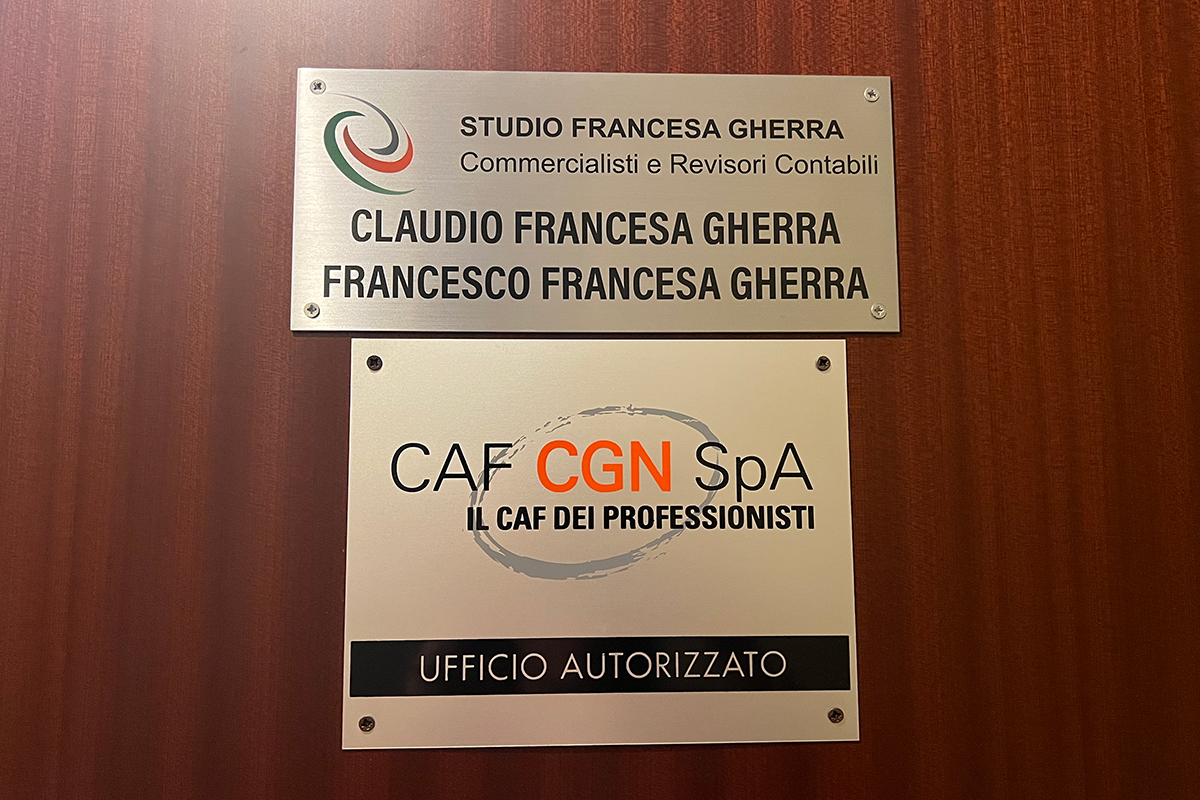 STUDIO FRANCESA GHERRA
Commercialisti e Revisori Contabili
CLAUDIO FRANCESA GHERRA
FRANCESCO FRANCESA GHERRA
CAF CGN SpA
IL CAF DEI PROFESSIONISTI
UFFICIO AUTORIZZATO